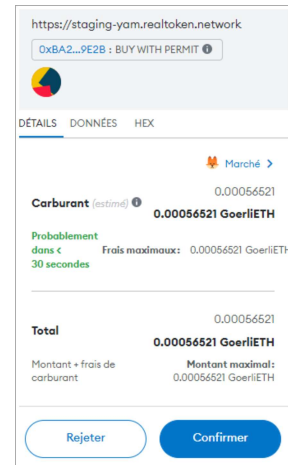 https://staging-yam.realtoken.network
0xBA2...9E2B : BUY WITH PERMIT
DÉTAILS DONNÉES HEX
Marché >
0.00056521
Carburant (estimé) 0.00056521 GoerliETH
Probablement dans < 30 secondes
Frais maximaux: 0.00056521 GoerliETH
0.00056521
Total 0.00056521 GoerliETH
Montant + frais de carburant
Montant maximal: 0.00056521 GoerliETH
Rejeter Confirmer